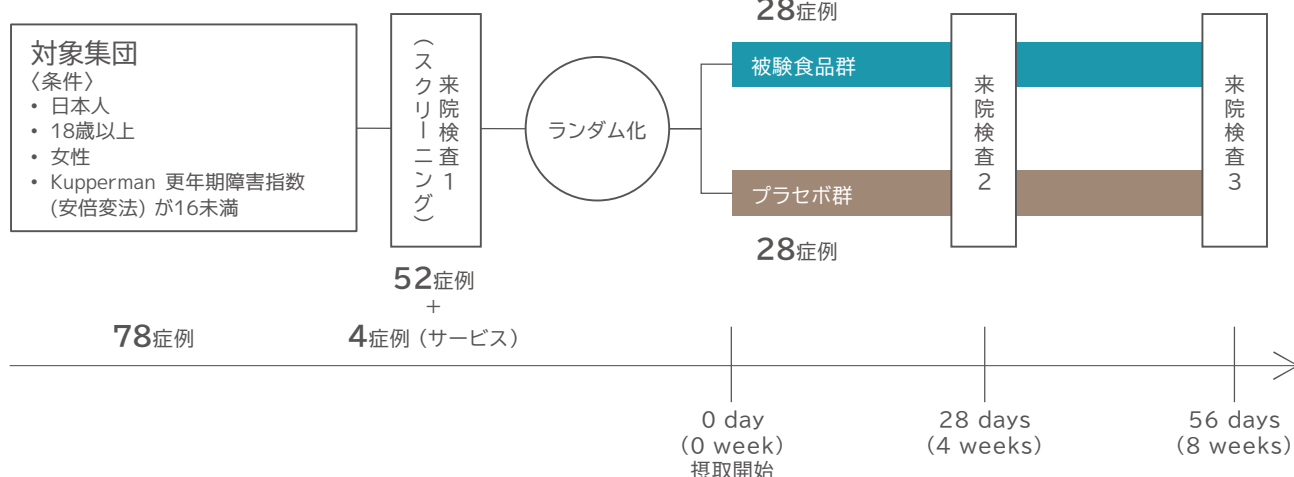 対象集団
〈条件〉
• 日本人
• 18歳以上
• 女性
• Kupperman 更年期障害指数
(安倍変法) が16未満
78症例
来院検査1
(スクリーニング)
52症例
+
4症例 (サービス)
ランダム化
28症例
被験食品群
プラセボ群
28症例
来院検査2
来院検査3
0 day
(0 week)
摂取開始
28 days
(4 weeks)
56 days
(8 weeks)